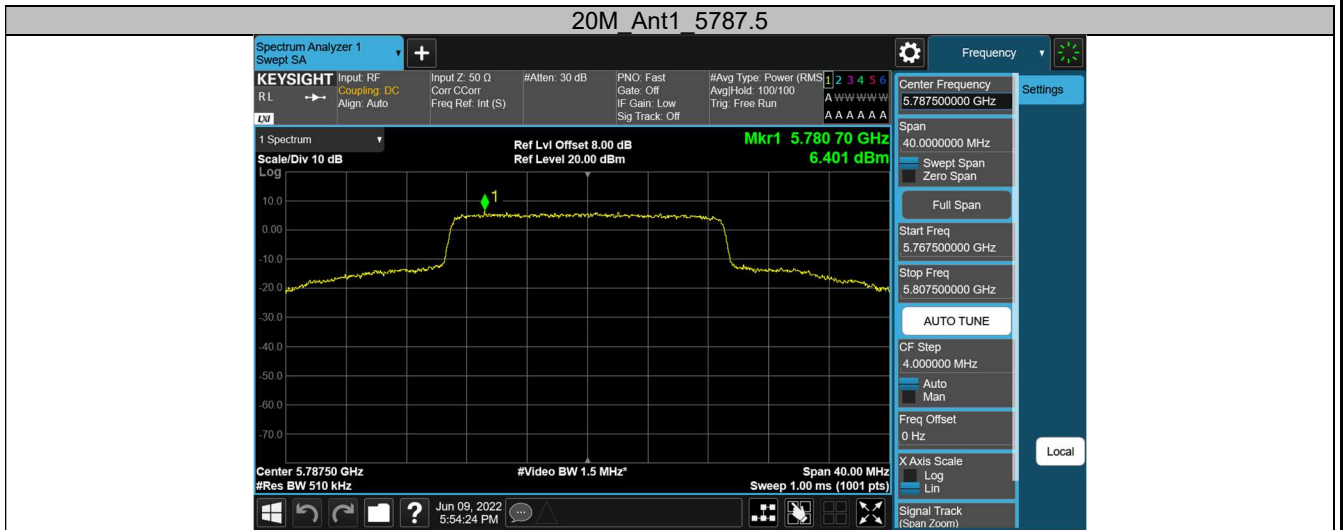 20M_Ant1_5787.5
Spectrum Analyzer 1
Swept SA
Frequency
KEYSIGHT
RL
LXI
Input: RF
Coupling: DC
Align: Auto
Input Z: 50 Ω
Corr CCorr
Freq Ref: Int (S)
#Atten: 30 dB
PNO: Fast
Gate: Off
IF Gain: Low
Sig Track: Off
#Avg Type: Power (RMS
Avg|Hold: 100/100
Trig: Free Run
1 2 3 4 5 6
A W W W W W
A A A A A A
1 Spectrum
Scale/Div 10 dB
Ref Lvl Offset 8.00 dB
Ref Level 20.00 dBm
Mkr1 5.780 70 GHz
6.401 dBm
Log
1
10.0
0.00
-10.0
-20.0
-30.0
-40.0
-50.0
-60.0
-70.0
Center 5.78750 GHz
#Video BW 1.5 MHz*
Span 40.00 MHz
#Res BW 510 kHz
Sweep 1.00 ms (1001 pts)
Jun 09, 2022
5:54:24 PM
Center Frequency
5.787500000 GHz
Settings
Span
40.0000000 MHz
Swept Span
Zero Span
Full Span
Start Freq
5.767500000 GHz
Stop Freq
5.807500000 GHz
AUTO TUNE
CF Step
4.000000 MHz
Auto
Man
Freq Offset
0 Hz
X Axis Scale
Log
Lin
Local
Signal Track
(Span Zoom)